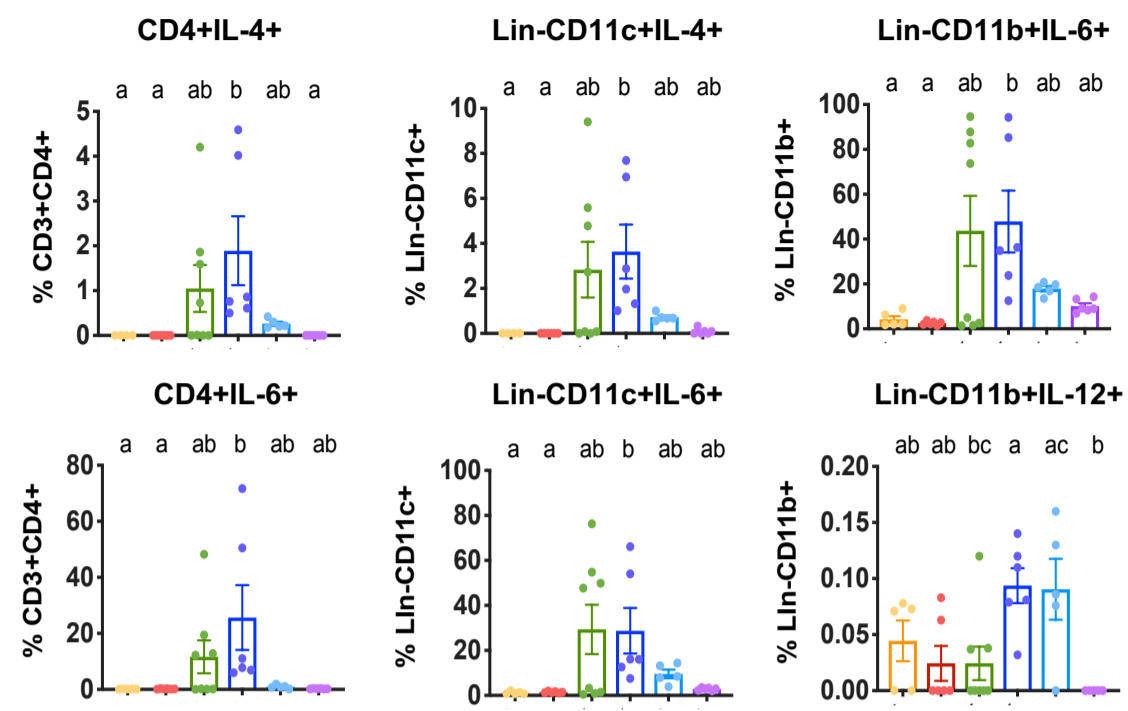 CD4+IL-4+
a a ab b ab a
% CD3+CD4+
5
4
3
2
1
0
Lin-CD11c+IL-4+
a a ab b ab ab
% LIn-CD11c+
10
8
6
4
2
0
Lin-CD11b+IL-6+
a a ab b ab ab
% LIn-CD11b+
100
80
60
40
20
0
CD4+IL-6+
a a ab b ab ab
% CD3+CD4+
80
60
40
20
0
Lin-CD11c+IL-6+
a a ab b ab ab
% LIn-CD11c+
100
80
60
40
20
0
Lin-CD11b+IL-12+
ab ab bc a ac b
% LIn-CD11b+
0.20
0.15
0.10
0.05
0.00